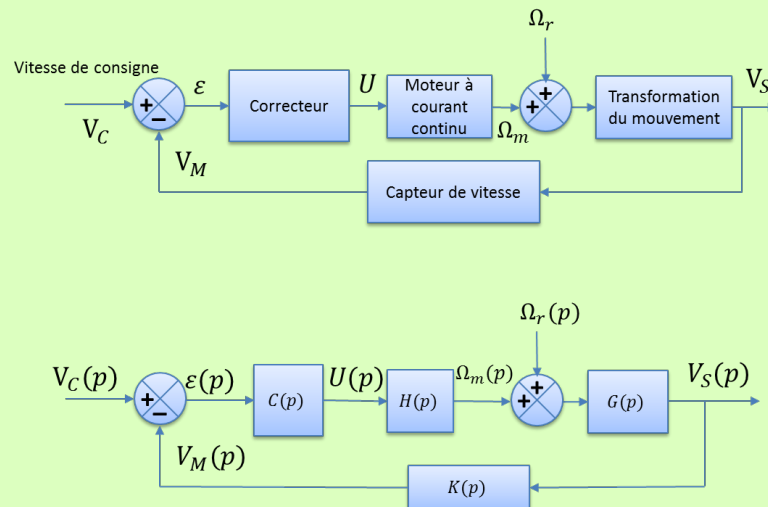 Ω_r
Vitesse de consigne
ε
U
V_S
Correcteur
Moteur à
courant
continu
Transformation
du mouvement
+
−
+
+
V_C
Ω_m
V_M
Capteur de vitesse
Ω_r(p)
V_C(p)
ε(p)
U(p)
Ω_m(p)
V_S(p)
+
−
C(p)
H(p)
+
+
G(p)
V_M(p)
K(p)